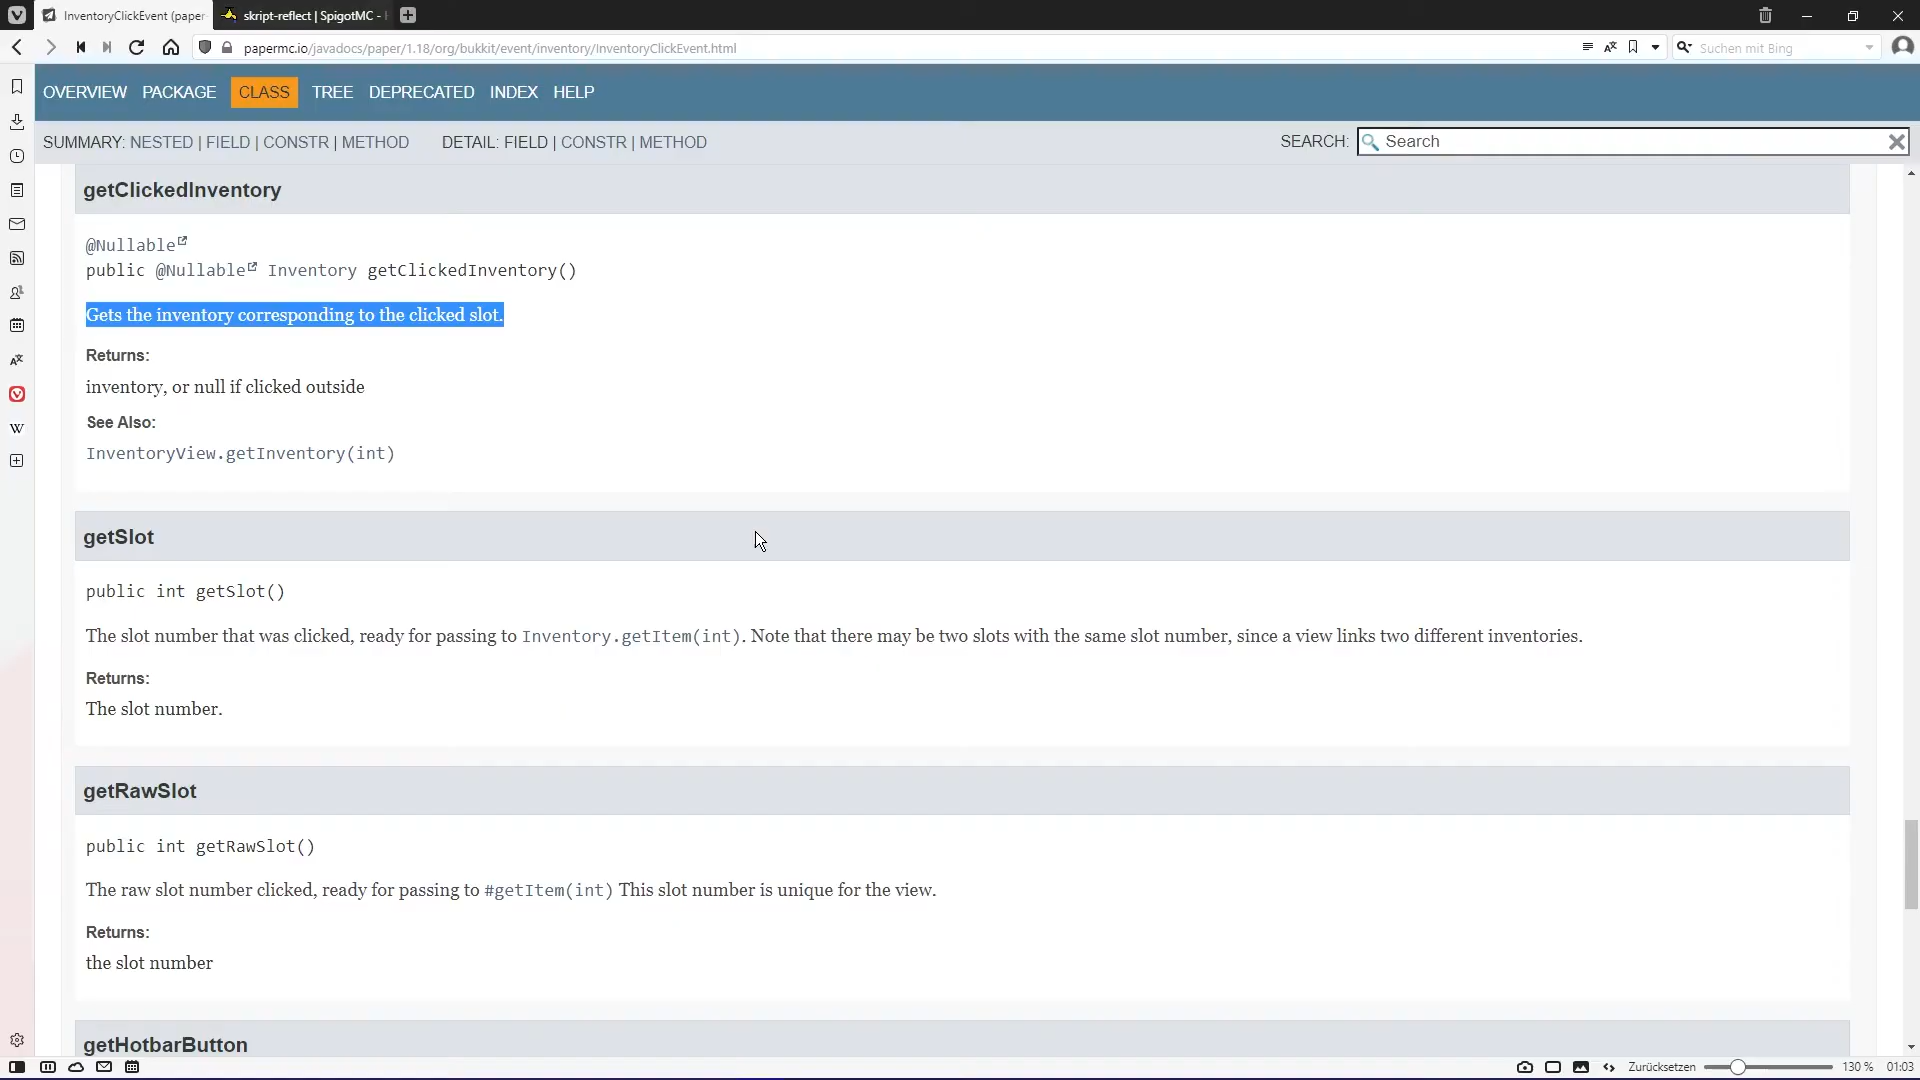 InventoryClickEvent (paper
skript-reflect | SpigotMC -
papermc.io/javadocs/paper/1.18/org/bukkit/event/inventory/InventoryClickEvent.html
Suchen mit Bing
OVERVIEW PACKAGE CLASS TREE DEPRECATED INDEX HELP
SUMMARY: NESTED | FIELD | CONSTR | METHOD DETAIL: FIELD | CONSTR | METHOD
SEARCH: Search
getClickedInventory
@Nullable
public @Nullable Inventory getClickedInventory()
Gets the inventory corresponding to the clicked slot.
Returns:
inventory, or null if clicked outside
See Also:
InventoryView.getInventory(int)
getSlot
public int getSlot()
The slot number that was clicked, ready for passing to Inventory.getItem(int). Note that there may be two slots with the same slot number, since a view links two different inventories.
Returns:
The slot number.
getRawSlot
public int getRawSlot()
The raw slot number clicked, ready for passing to #getItem(int) This slot number is unique for the view.
Returns:
the slot number
getHotbarButton
Zurücksetzen 130 % 01:03